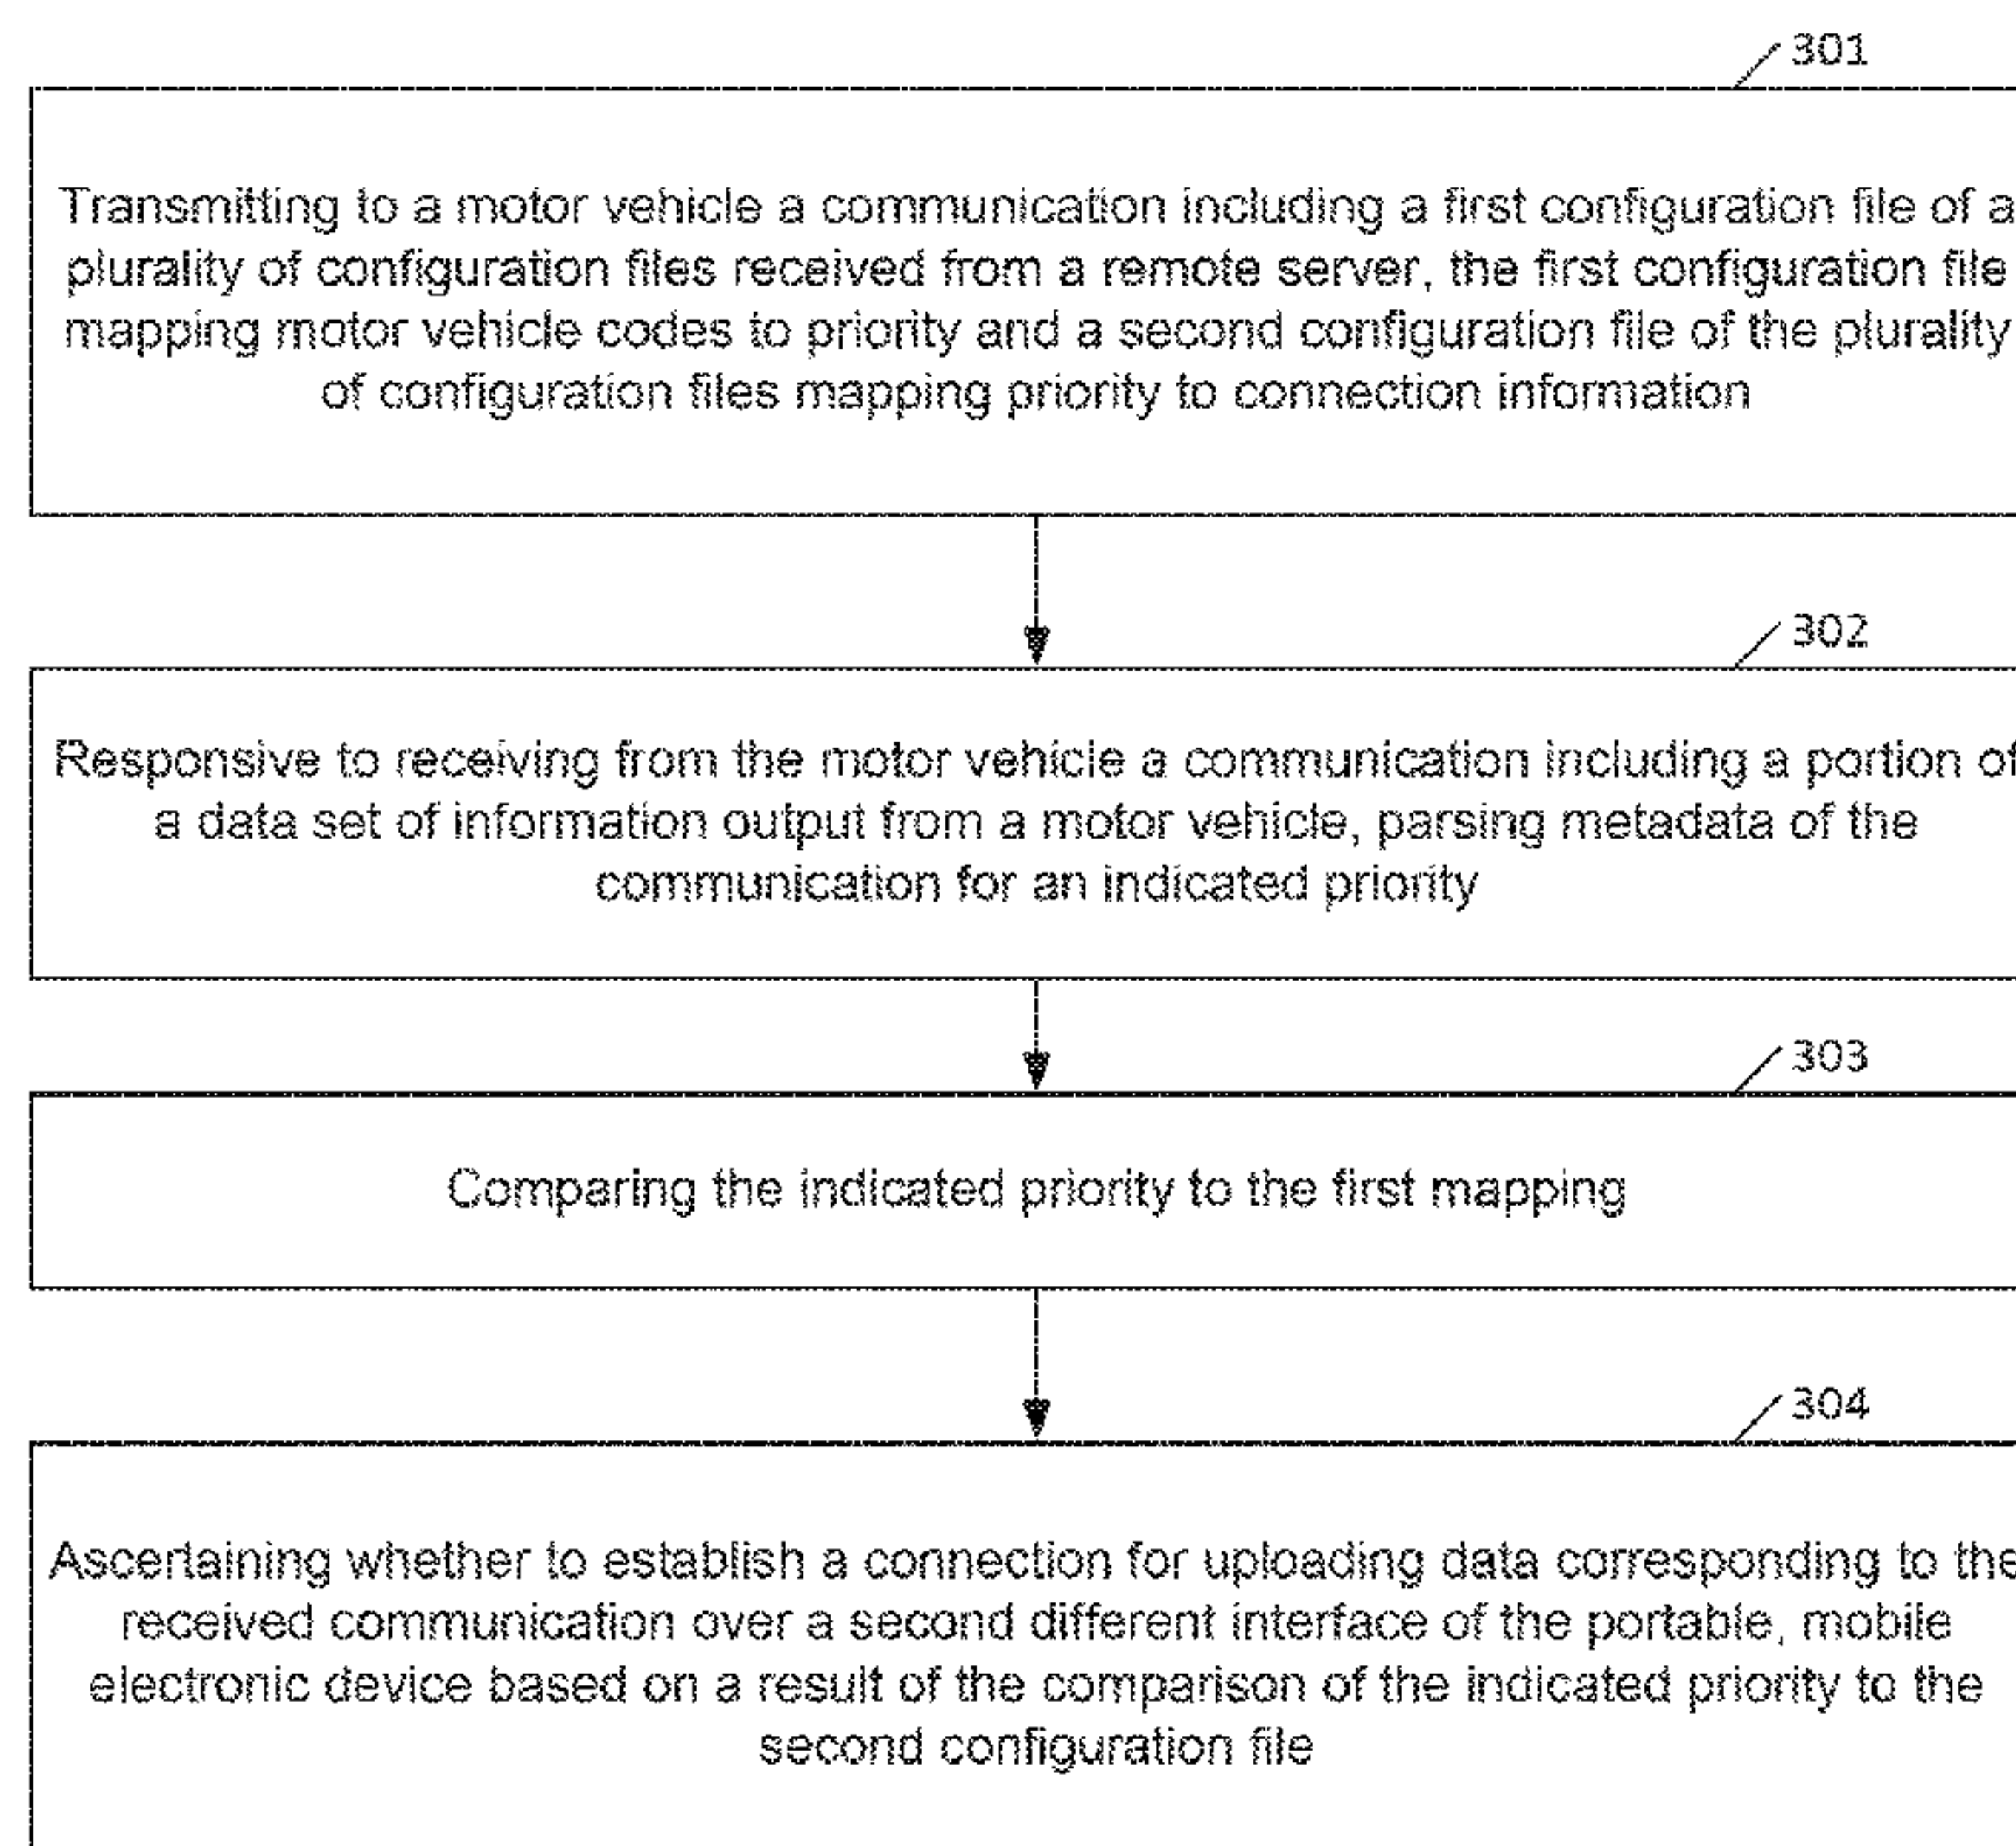 301
Transmitting to a motor vehicle a communication including a first configuration file of a
plurality of configuration files received from a remote server, the first configuration file
mapping motor vehicle codes to priority and a second configuration file of the plurality
of configuration files mapping priority to connection information
302
Responsive to receiving from the motor vehicle a communication including a portion of
a data set of information output from a motor vehicle, parsing metadata of the
communication for an indicated priority
303
Comparing the indicated priority to the first mapping
304
Ascertaining whether to establish a connection for uploading data corresponding to the
received communication over a second different interface of the portable, mobile
electronic device based on a result of the comparison of the indicated priority to the
second configuration file